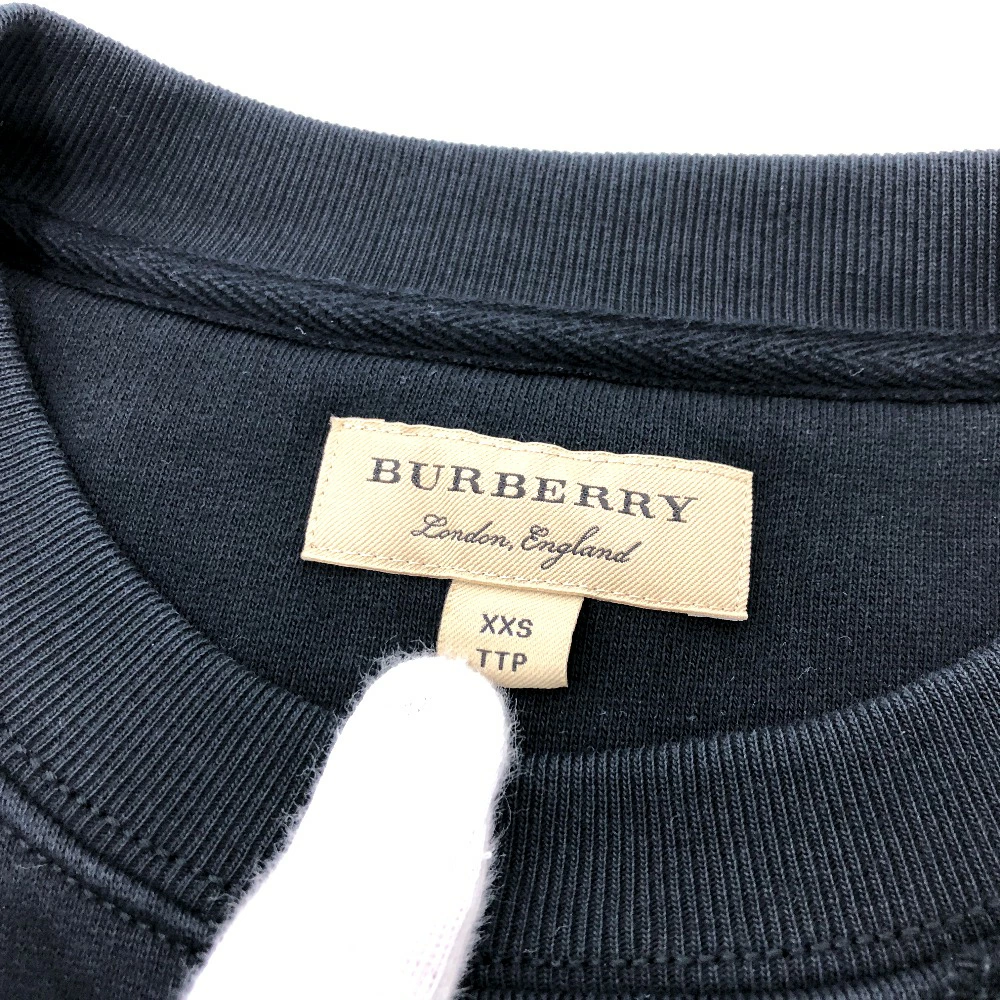 BURBERRY
London, England
XXS
TTP